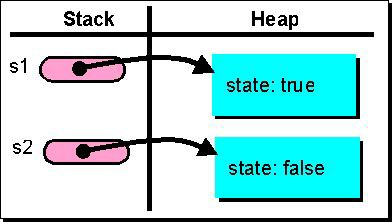 Stack Heap
s1 state: true
s2 state: false